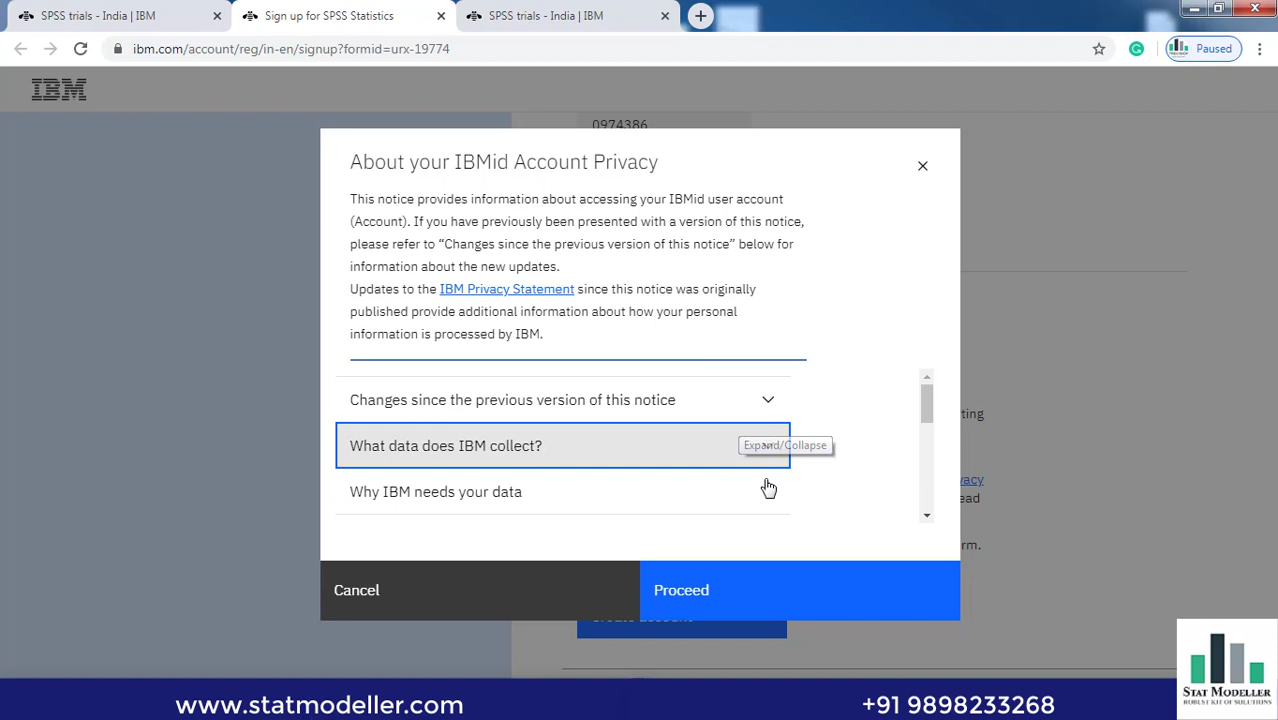 SPSS trials - India | IBM
Sign up for SPSS Statistics
SPSS trials - India | IBM
ibm.com/account/reg/in-en/signup?formid=urx-19774
Paused
IBM
0974386
About your IBMid Account Privacy
This notice provides information about accessing your IBMid user account
(Account). If you have previously been presented with a version of this notice,
please refer to “Changes since the previous version of this notice” below for
information about the new updates.
Updates to the IBM Privacy Statement since this notice was originally
published provide additional information about how your personal
information is processed by IBM.
Changes since the previous version of this notice
What data does IBM collect?
Expand/Collapse
Why IBM needs your data
Cancel
Proceed
STAT MODELLER
ROBUST KIT OF SOLUTIONS
www.statmodeller.com
+91 9898233268